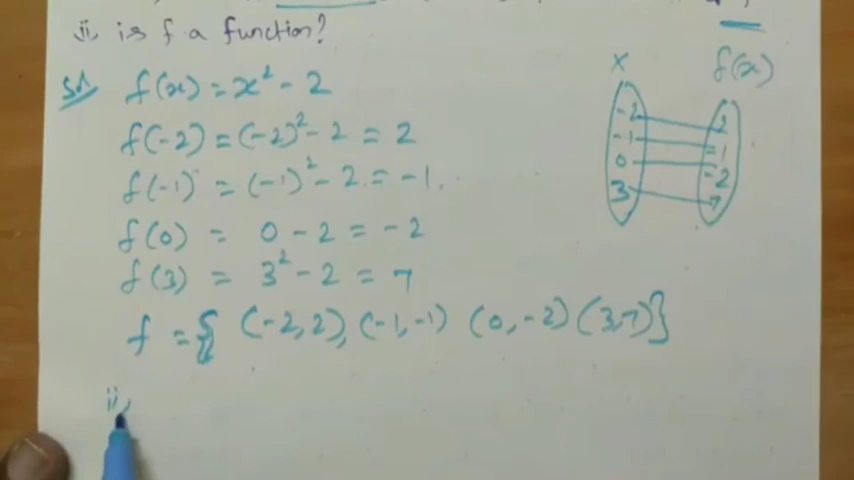 ii, is f a function?
Sol f(x) = x² - 2
f(-2) = (-2)² - 2 = 2
f(-1) = (-1)² - 2 = -1.
f(0) = 0 - 2 = -2
f(3) = 3² - 2 = 7
f = { (-2, 2), (-1, -1) (0, -2) (3, 7) }
ii,
x f(x)
-2 2
-1 -1
0 -2
3 7